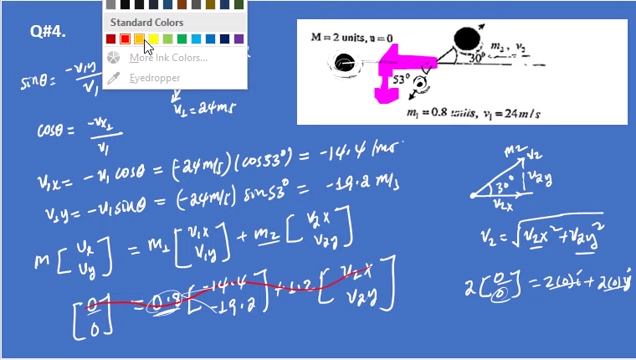 Q#4.
Standard Colors
More Ink Colors...
Eyedropper
sinθ = -v1y / v1
v1 = 24m/s
cosθ = -vx1 / v1
v1x = -v1 cosθ = (-24m/s)(cos53°) = -14.4 m/s
v1y = -v1 sinθ = (-24m/s) sin53° = -19.2 m/s
M [vx vy] = m1 [v1x v1y] + m2 [v2x v2y]
[0 0] = 0.8 [-14.4 -19.2] + 1.2 [v2x v2y]
M = 2 units, u = 0
m2, v2
30°
53°
m1 = 0.8 units, v1 = 24m/s
m2
v2
30°
v2y
v2x
v2 = √v2x² + v2y²
2 [0 0] = 2(0)i + 2(0)j